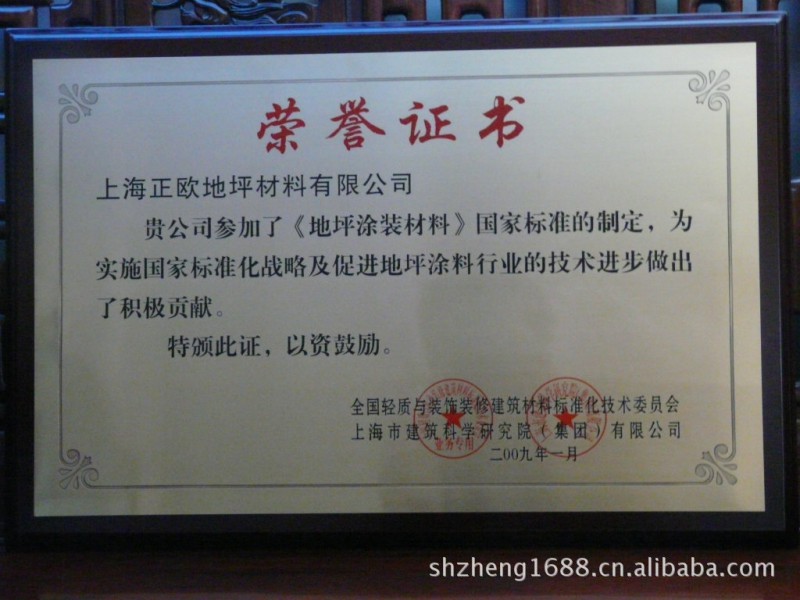 荣誉证书
上海正欧地坪材料有限公司
贵公司参加了《地坪涂装材料》国家标准的制定，为
实施国家标准化战略及促进地坪涂料行业的技术进步做出
了积极贡献。
特颁此证，以资鼓励。
全国轻质与装饰装修建筑材料标准化技术委员会
上海市建筑科学研究院（集团）有限公司
二00九年一月
业务专用
shzheng1688.cn.alibaba.com